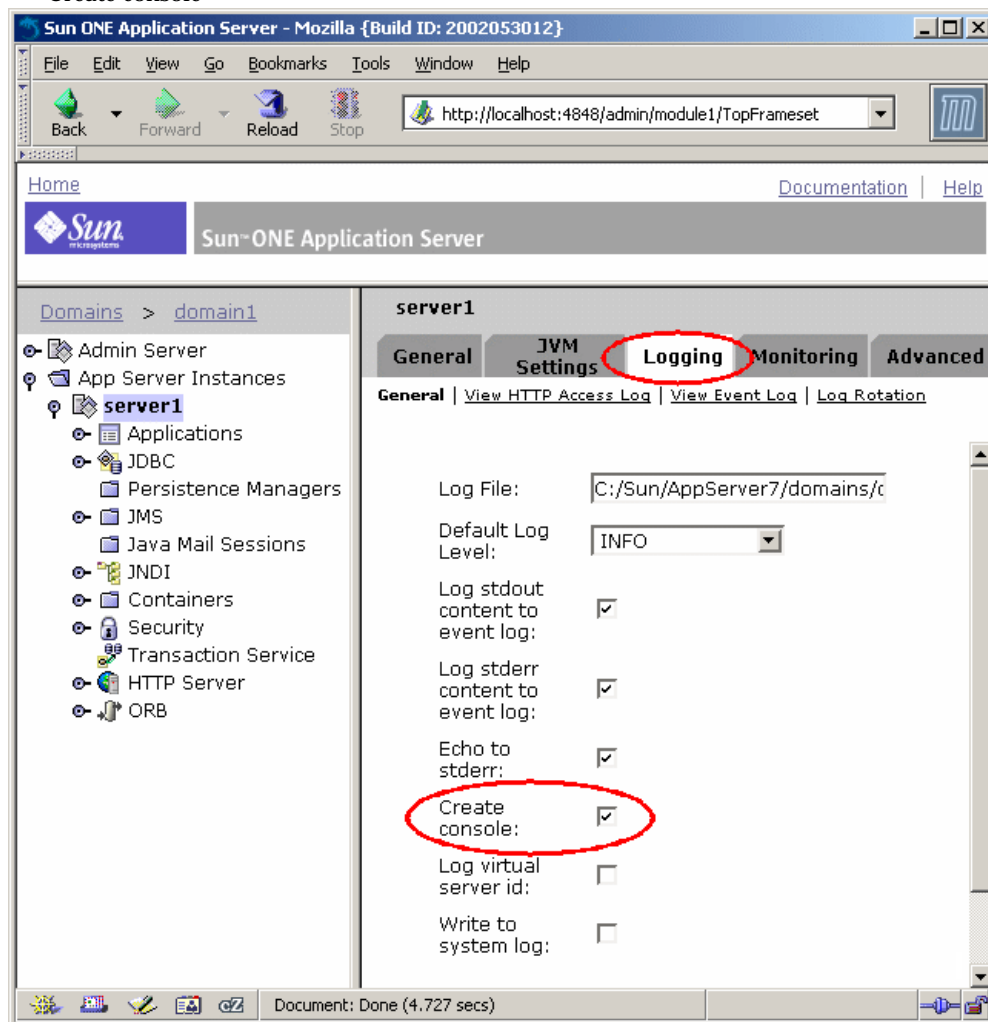 Create console
Sun ONE Application Server - Mozilla {Build ID: 2002053012}
File Edit View Go Bookmarks Tools Window Help
Back Forward Reload Stop
http://localhost:4848/admin/module1/TopFrameset
Home
Documentation | Help
Sun
microsystems
Sun™ ONE Application Server
Domains > domain1
Admin Server
App Server Instances
server1
Applications
JDBC
Persistence Managers
JMS
Java Mail Sessions
JNDI
Containers
Security
Transaction Service
HTTP Server
ORB
server1
General
JVM
Settings
Logging
Monitoring
Advanced
General | View HTTP Access Log | View Event Log | Log Rotation
Log File:
C:/Sun/AppServer7/domains/c
Default Log
Level:
INFO
Log stdout
content to
event log:
Log stderr
content to
event log:
Echo to
stderr:
Create
console:
Log virtual
server id:
Write to
system log:
Document: Done (4.727 secs)